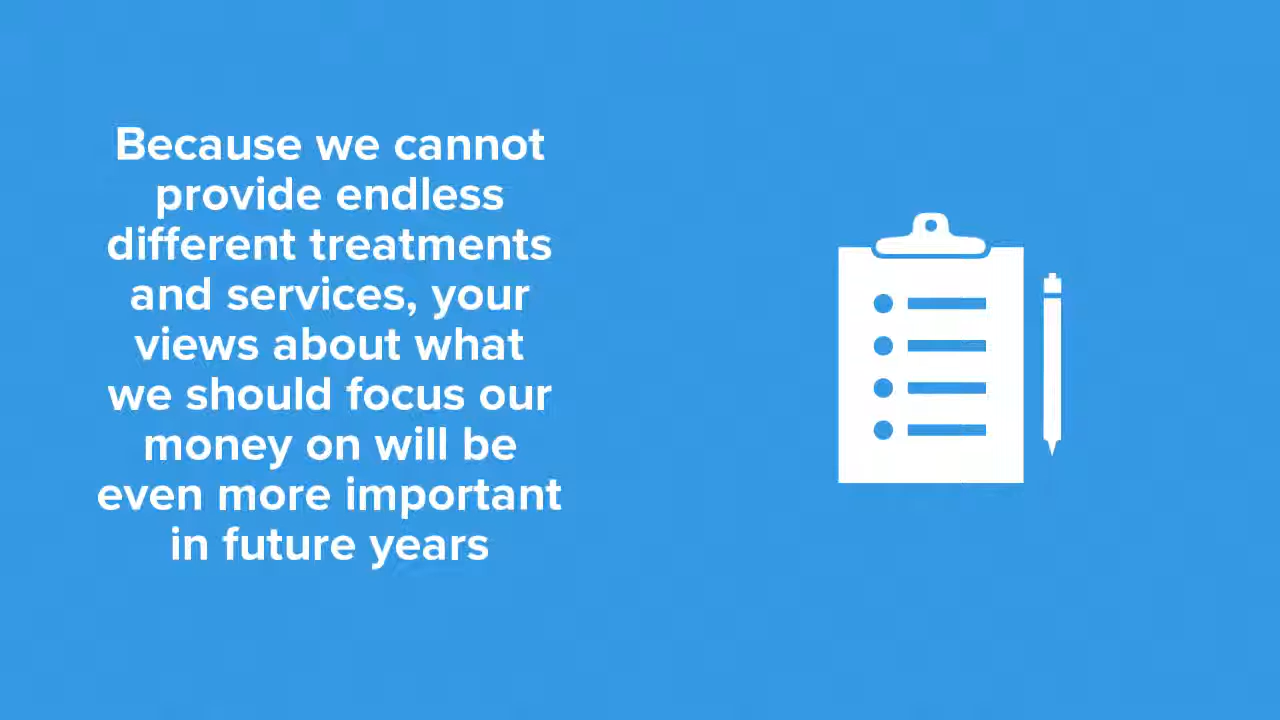 Because we cannot
provide endless
different treatments
and services, your
views about what
we should focus our
money on will be
even more important
in future years